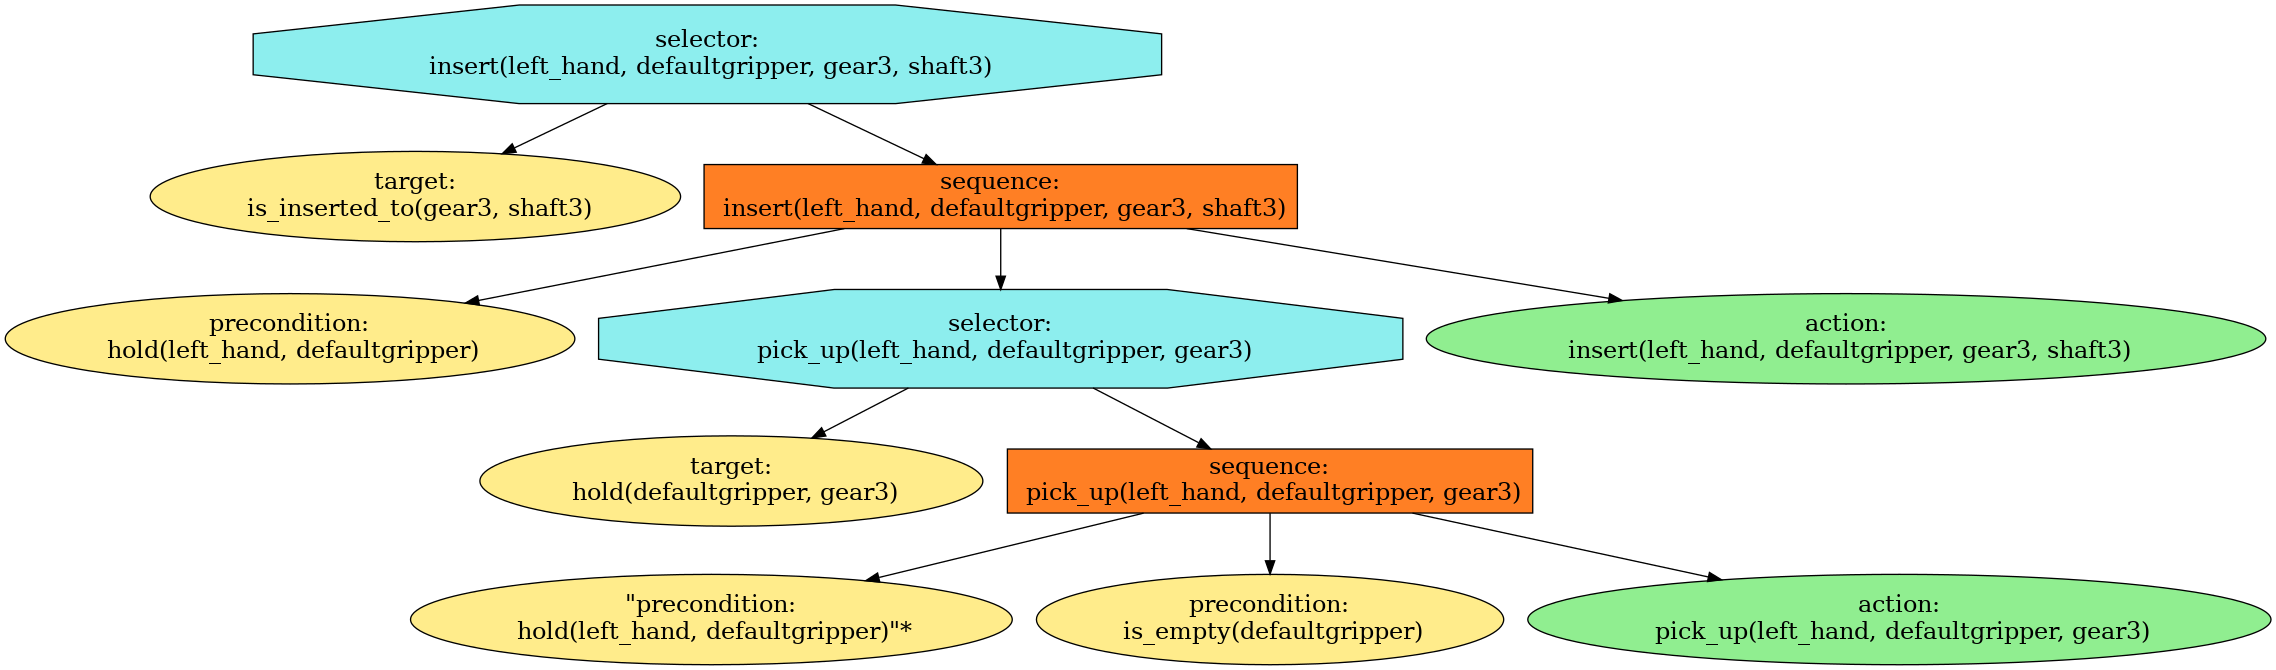 selector:
insert(left_hand, defaultgripper, gear3, shaft3)
target:
is_inserted_to(gear3, shaft3)
sequence:
insert(left_hand, defaultgripper, gear3, shaft3)
precondition:
hold(left_hand, defaultgripper)
selector:
pick_up(left_hand, defaultgripper, gear3)
action:
insert(left_hand, defaultgripper, gear3, shaft3)
target:
hold(defaultgripper, gear3)
sequence:
pick_up(left_hand, defaultgripper, gear3)
"precondition:
hold(left_hand, defaultgripper)"*
precondition:
is_empty(defaultgripper)
action:
pick_up(left_hand, defaultgripper, gear3)